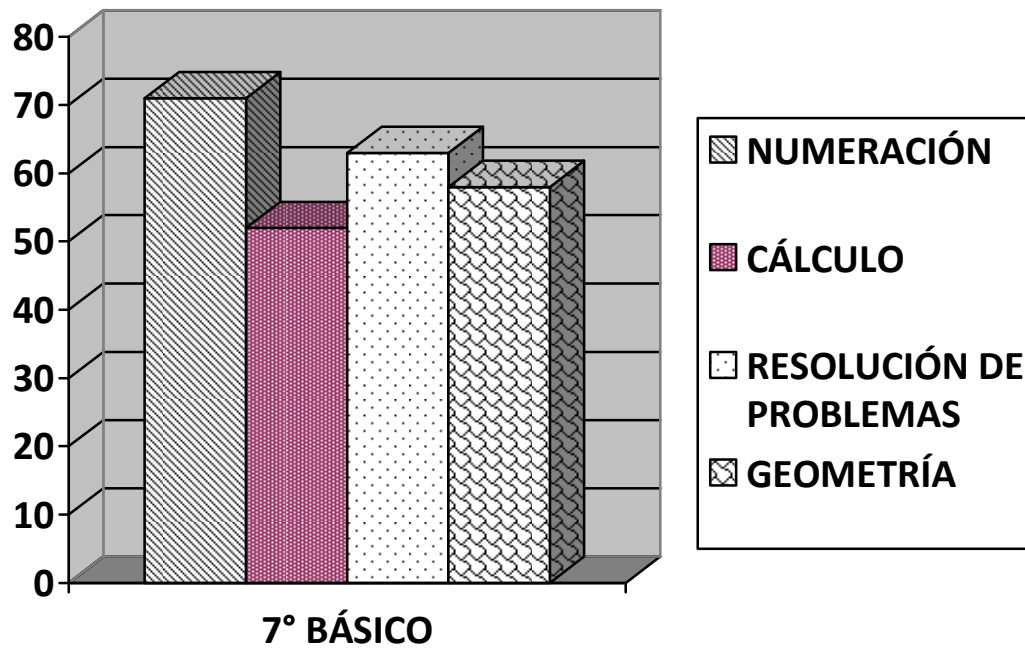 80
70
60
50
40
30
20
10
0
7° BÁSICO
NUMERACIÓN
CÁLCULO
RESOLUCIÓN DE
PROBLEMAS
GEOMETRÍA